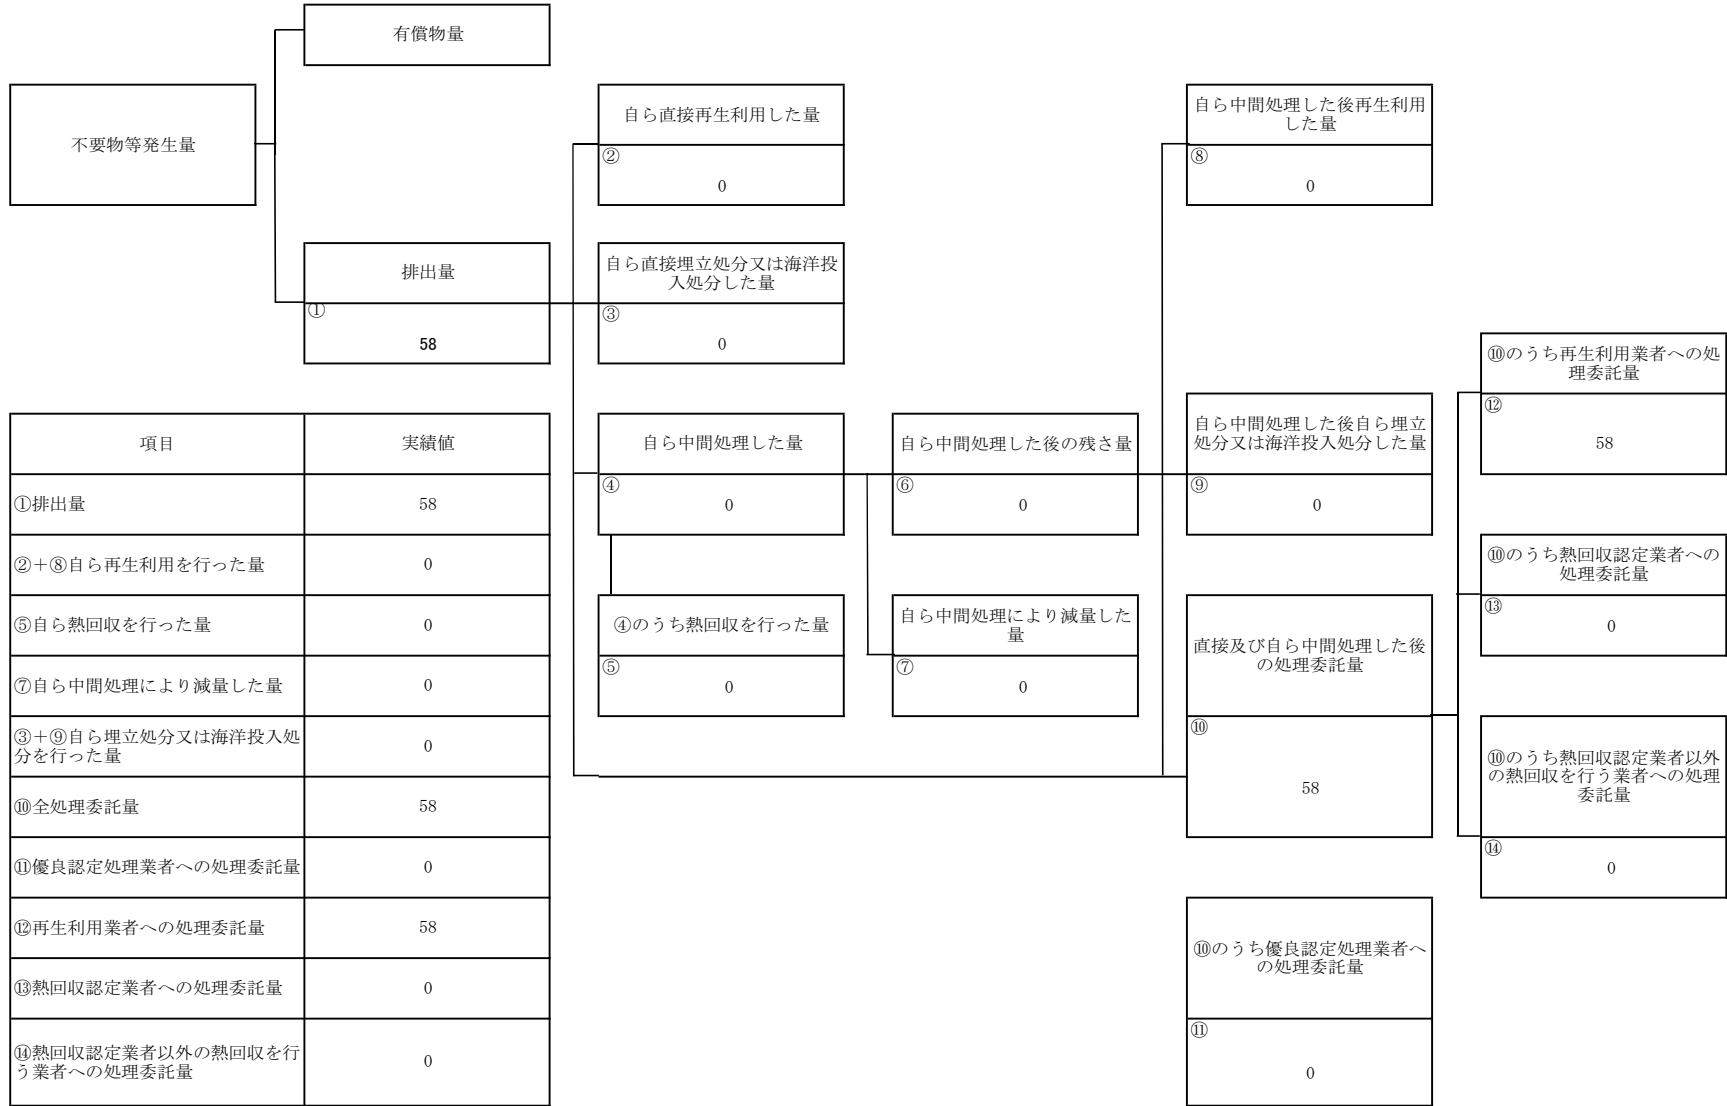 有償物量
不要物等発生量
自ら直接再生利用した量
②
0
自ら中間処理した後再生利用
した量
⑧
0
排出量
①
58
自ら直接埋立処分又は海洋投
入処分した量
③
0
⑩のうち再生利用業者への処
理委託量
⑫
58
自ら中間処理した量
④
0
自ら中間処理した後の残さ量
⑥
0
自ら中間処理した後自ら埋立
処分又は海洋投入処分した量
⑨
0
⑩のうち熱回収認定業者への
処理委託量
⑬
0
④のうち熱回収を行った量
⑤
0
自ら中間処理により減量した
量
⑦
0
直接及び自ら中間処理した後
の処理委託量
⑩
58
⑩のうち熱回収認定業者以外
の熱回収を行う業者への処理
委託量
⑭
0
⑩のうち優良認定処理業者へ
の処理委託量
⑪
0
項目 実績値
①排出量 58
②＋⑧自ら再生利用を行った量 0
⑤自ら熱回収を行った量 0
⑦自ら中間処理により減量した量 0
③＋⑨自ら埋立処分又は海洋投入処
分を行った量 0
⑩全処理委託量 58
⑪優良認定処理業者への処理委託量 0
⑫再生利用業者への処理委託量 58
⑬熱回収認定業者への処理委託量 0
⑭熱回収認定業者以外の熱回収を行
う業者への処理委託量 0